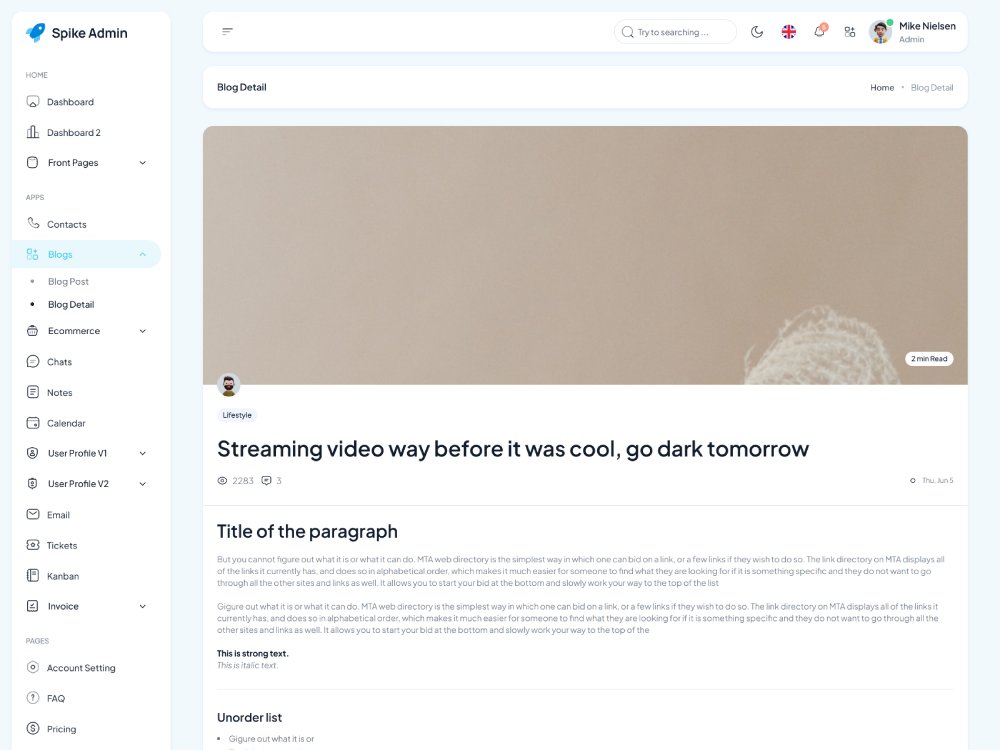 Spike Admin
HOME
Dashboard
Dashboard 2
Front Pages
APPS
Contacts
Blogs
Blog Post
Blog Detail
Ecommerce
Chats
Notes
Calendar
User Profile V1
User Profile V2
Email
Tickets
Kanban
Invoice
PAGES
Account Setting
FAQ
Pricing
Try to searching ...
Mike Nielsen
Admin
Blog Detail
Home • Blog Detail
2 min Read
Lifestyle
Streaming video way before it was cool, go dark tomorrow
2283 3
Thu, Jun 5
Title of the paragraph
But you cannot figure out what it is or what it can do. MTA web directory is the simplest way in which one can bid on a link, or a few links if they wish to do so. The link directory on MTA displays all
of the links it currently has, and does so in alphabetical order, which makes it much easier for someone to find what they are looking for if it is something specific and they do not want to go
through all the other sites and links as well. It allows you to start your bid at the bottom and slowly work your way to the top of the list
Gigure out what it is or what it can do. MTA web directory is the simplest way in which one can bid on a link, or a few links if they wish to do so. The link directory on MTA displays all of the links it
currently has, and does so in alphabetical order, which makes it much easier for someone to find what they are looking for if it is something specific and they do not want to go through all the
other sites and links as well. It allows you to start your bid at the bottom and slowly work your way to the top of the
This is strong text.
This is italic text.
Unorder list
• Gigure out what it is or